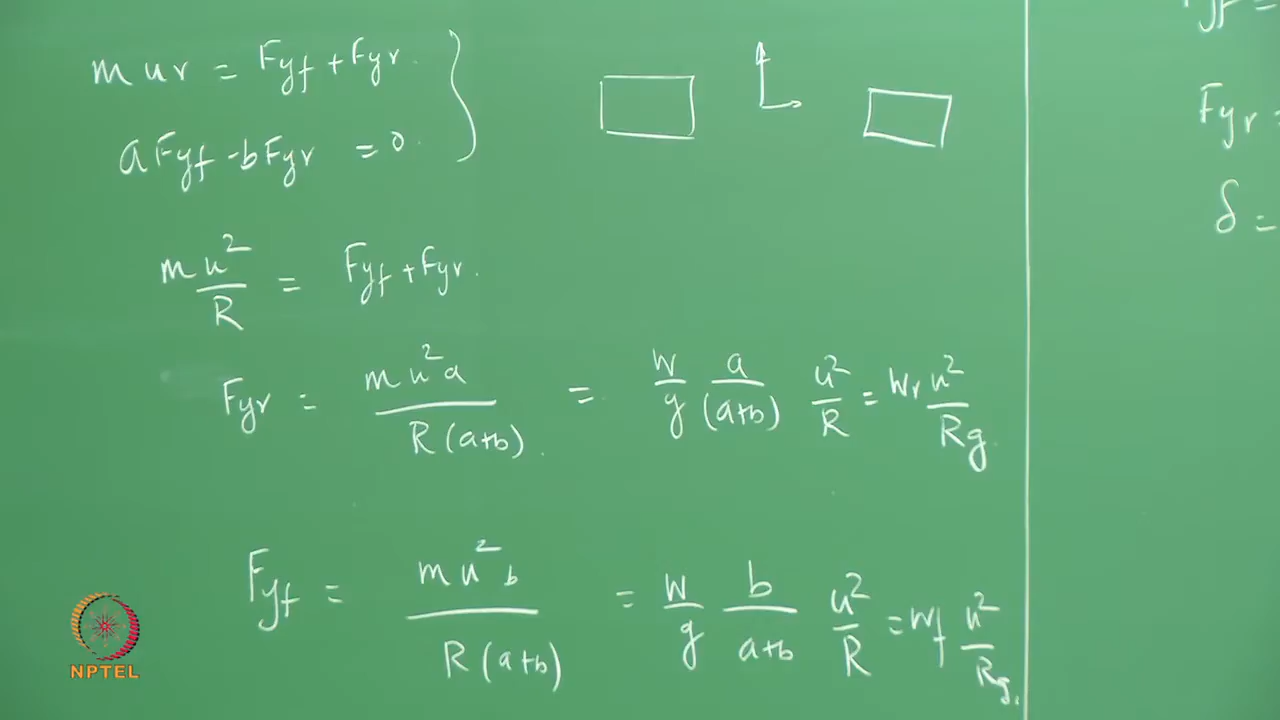 m u r = Fyf + Fyr.
a Fyf - b Fyr = 0.
m u² / R = Fyf + Fyr.
Fyr = m u² a / R (a+b). = W/g a/(a+b) u²/R = Wr u²/Rg.
Fyf = m u² b / R (a+b) = W/g b/a+b u²/R = Wf u²/Rg.
Fyr =
δ =
NPTEL